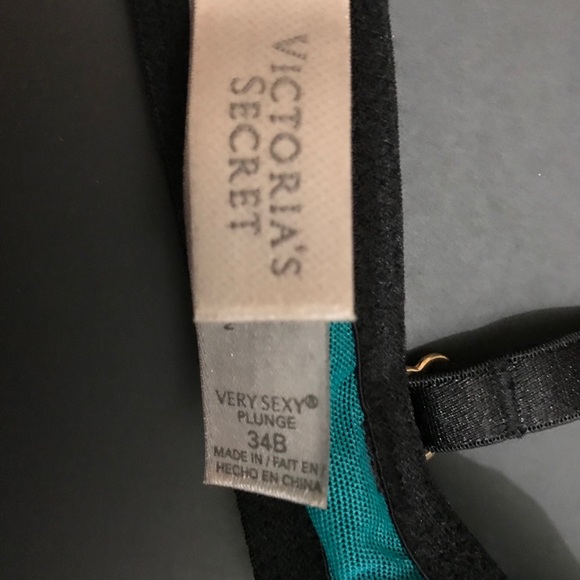 VICTORIA'S
SECRET
VERY SEXY®
PLUNGE
34B
MADE IN / FAIT EN /
HECHO EN CHINA